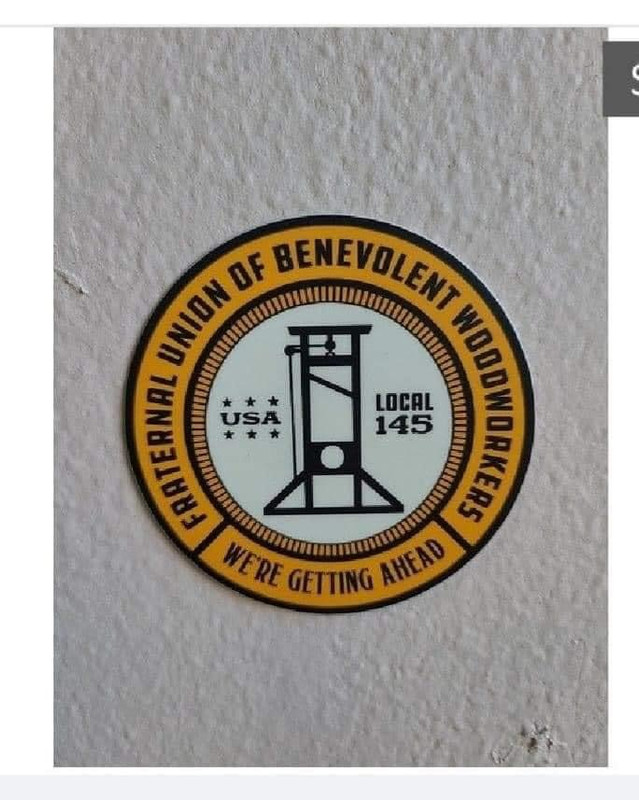 FRATERNAL UNION OF BENEVOLENT WOODWORKERS
USA
LOCAL
145
WE'RE GETTING AHEAD
S